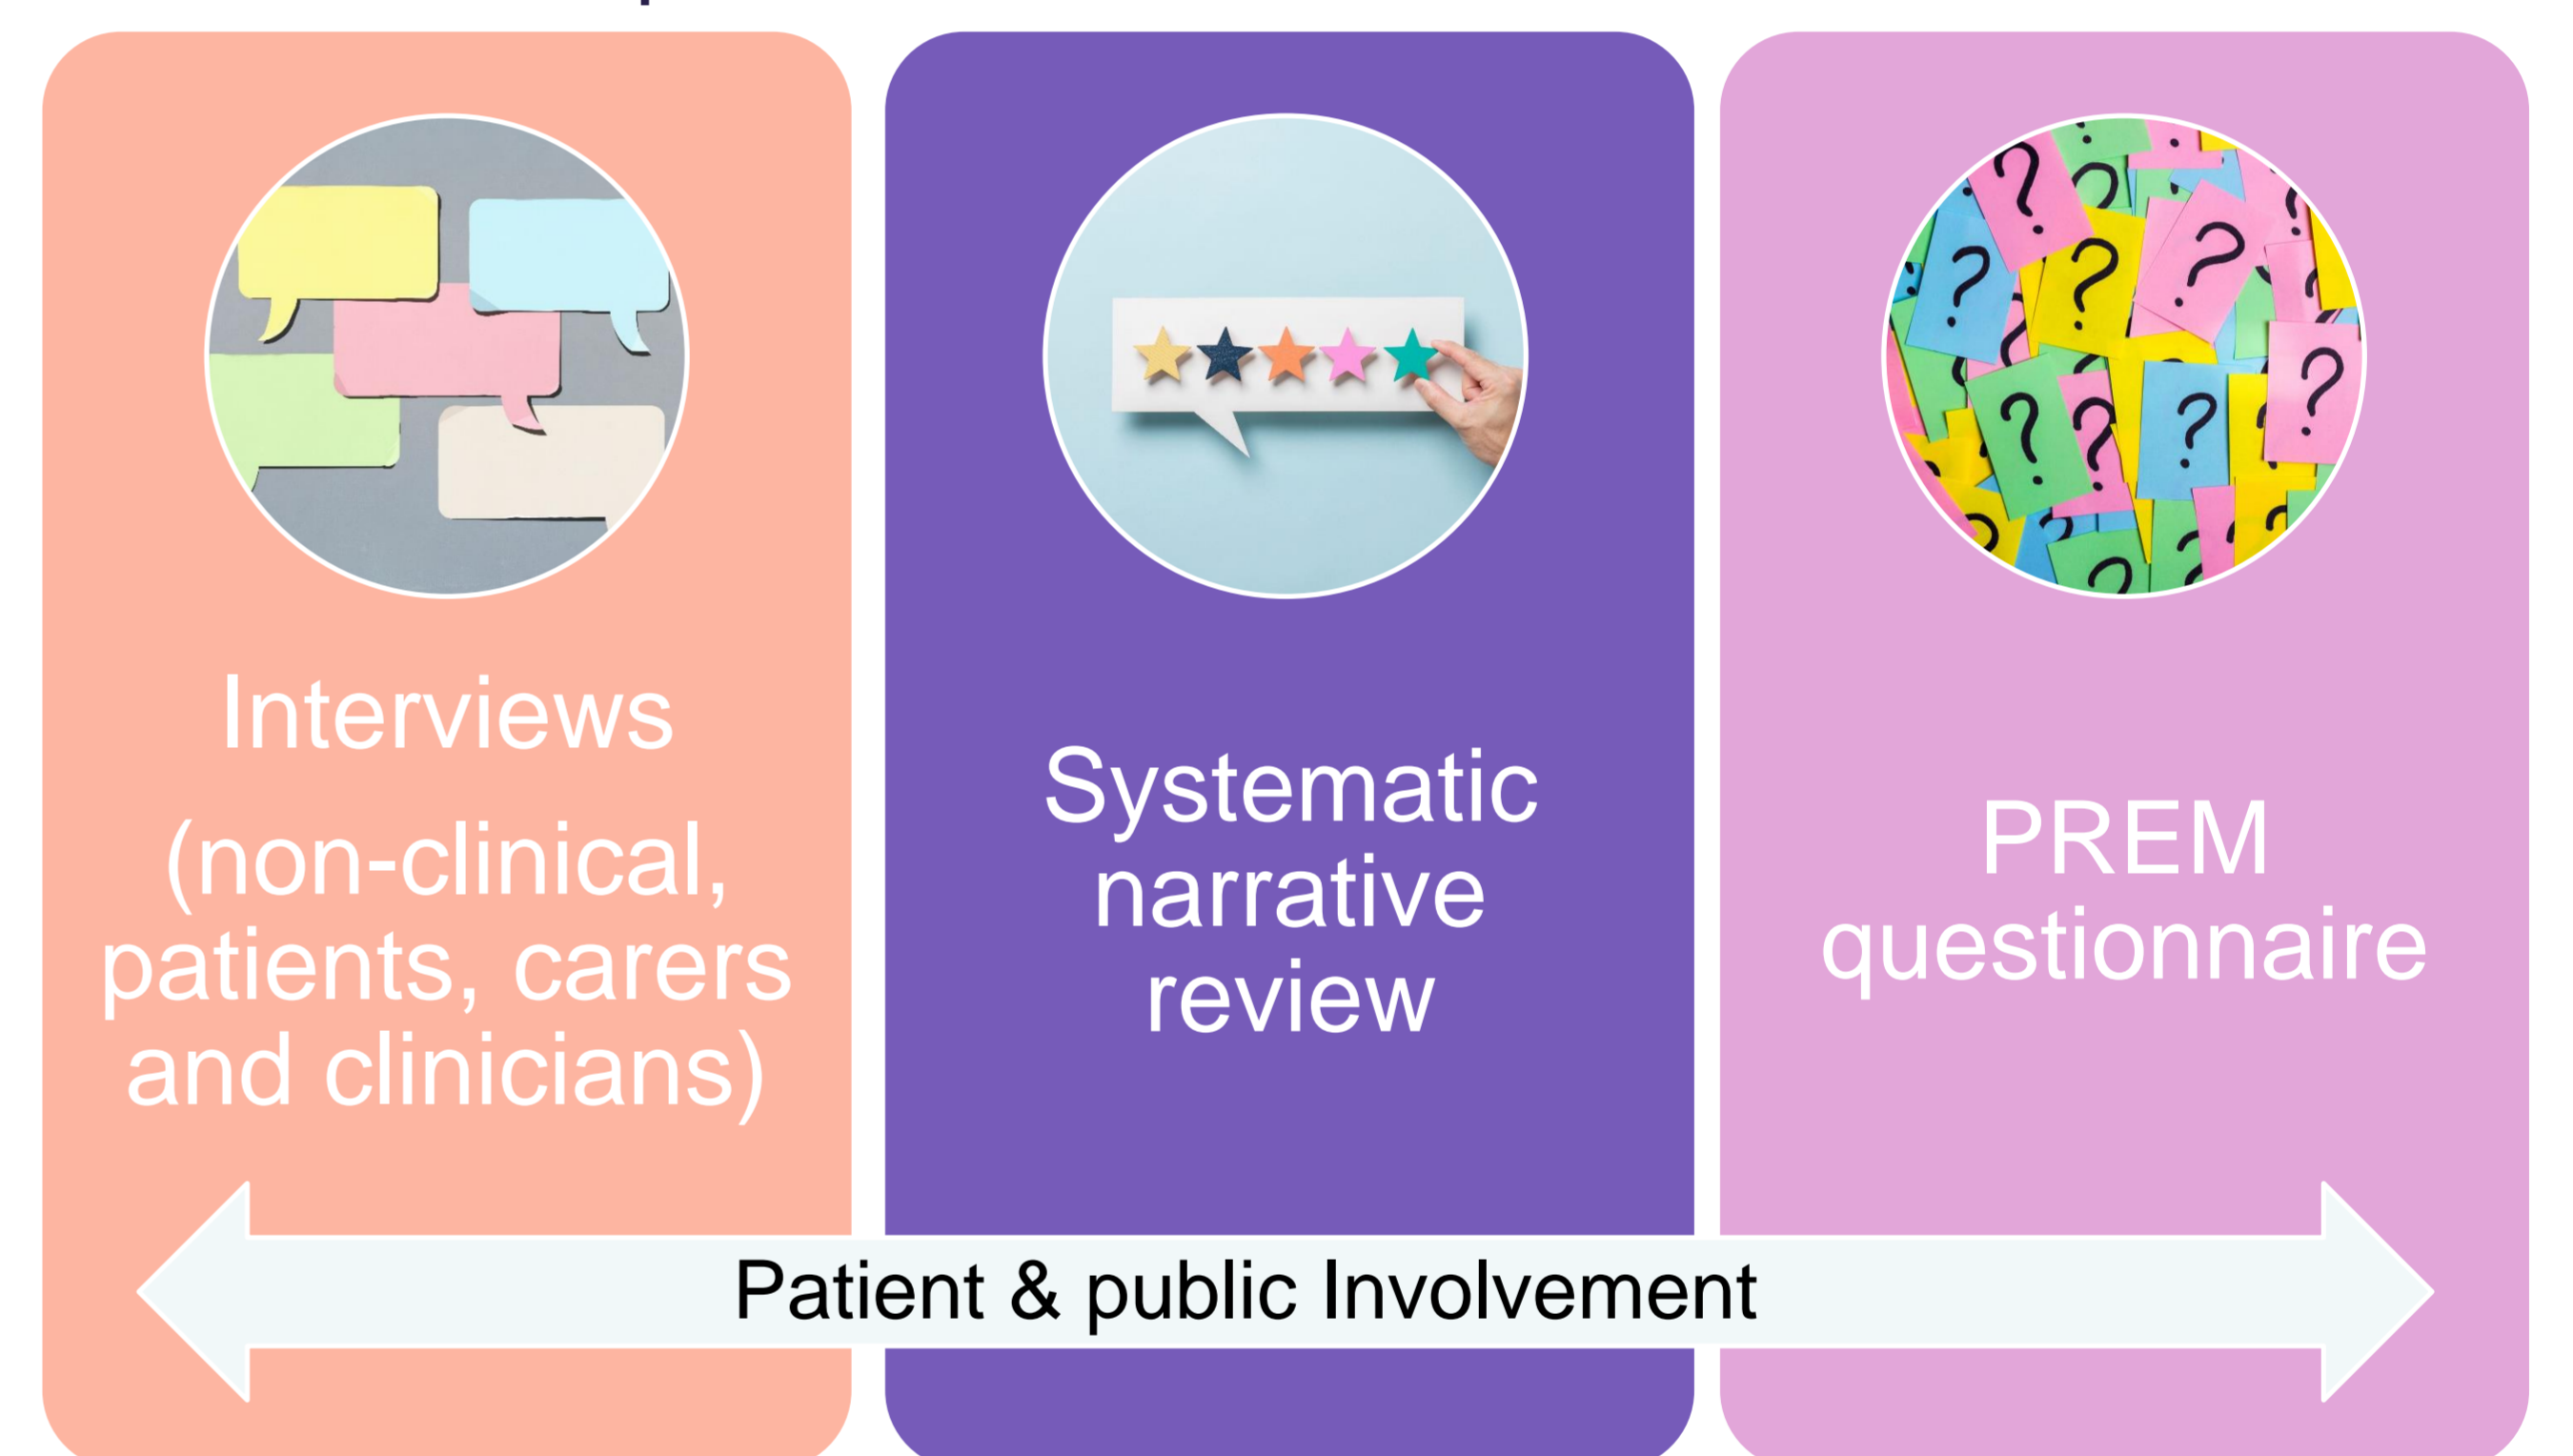 Interviews
(non-clinical,
patients, carers
and clinicians)
Systematic
narrative
review
PREM
questionnaire
Patient & public Involvement